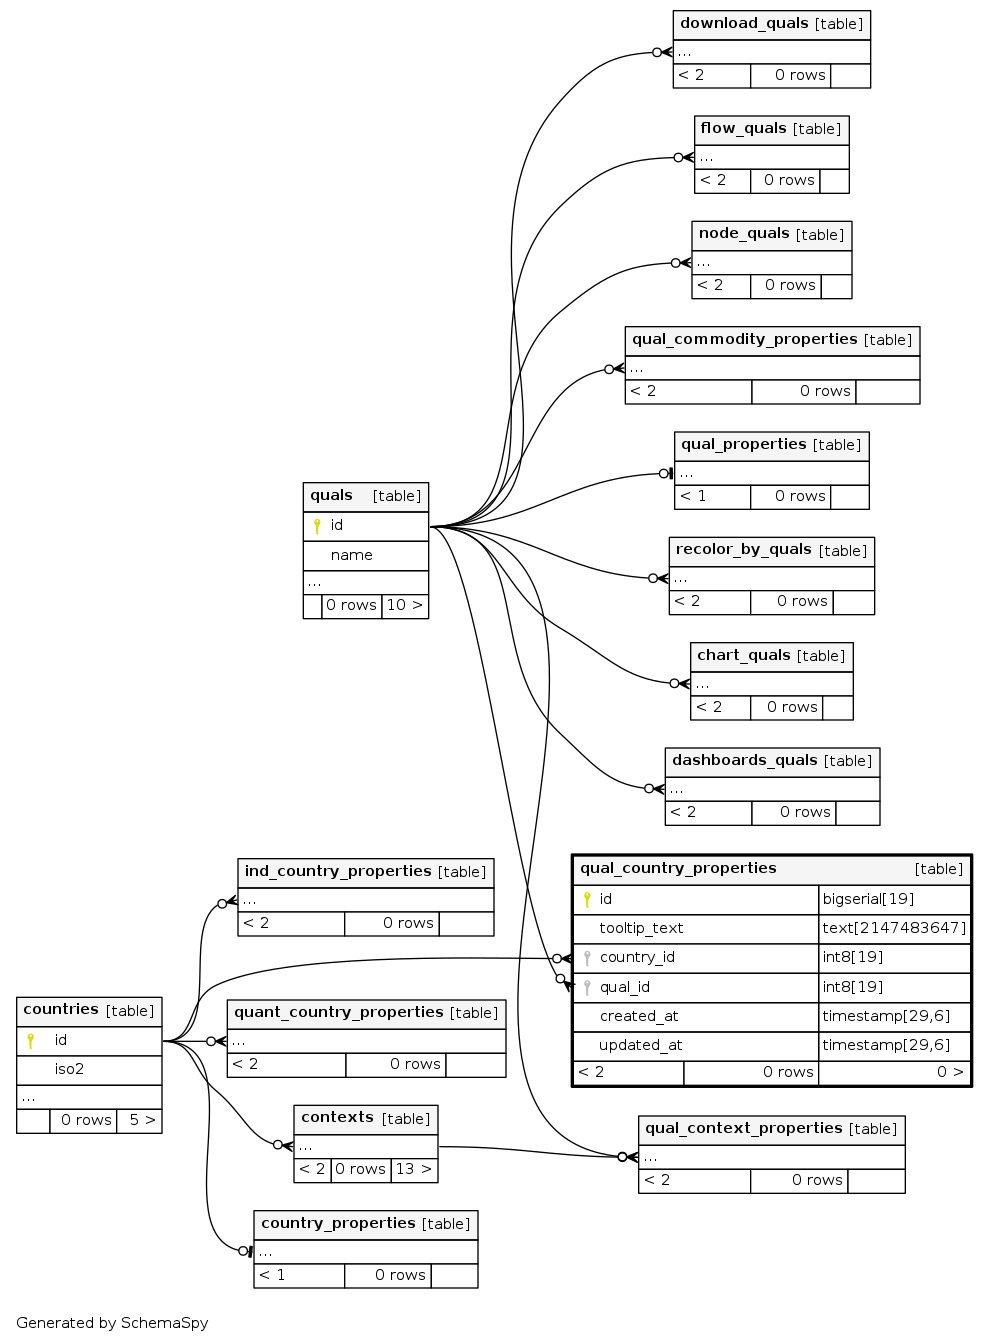 download_quals [table]
...
< 2 0 rows
flow_quals [table]
...
< 2 0 rows
node_quals [table]
...
< 2 0 rows
qual_commodity_properties [table]
...
< 2 0 rows
qual_properties [table]
...
< 1 0 rows
quals [table]
id
name
...
0 rows 10 >
recolor_by_quals [table]
...
< 2 0 rows
chart_quals [table]
...
< 2 0 rows
dashboards_quals [table]
...
< 2 0 rows
ind_country_properties [table]
...
< 2 0 rows
qual_country_properties [table]
id bigserial[19]
tooltip_text text[2147483647]
country_id int8[19]
qual_id int8[19]
created_at timestamp[29,6]
updated_at timestamp[29,6]
< 2 0 rows 0 >
countries [table]
id
iso2
...
0 rows 5 >
quant_country_properties [table]
...
< 2 0 rows
contexts [table]
...
< 2 0 rows 13 >
qual_context_properties [table]
...
< 2 0 rows
country_properties [table]
...
< 1 0 rows
Generated by SchemaSpy